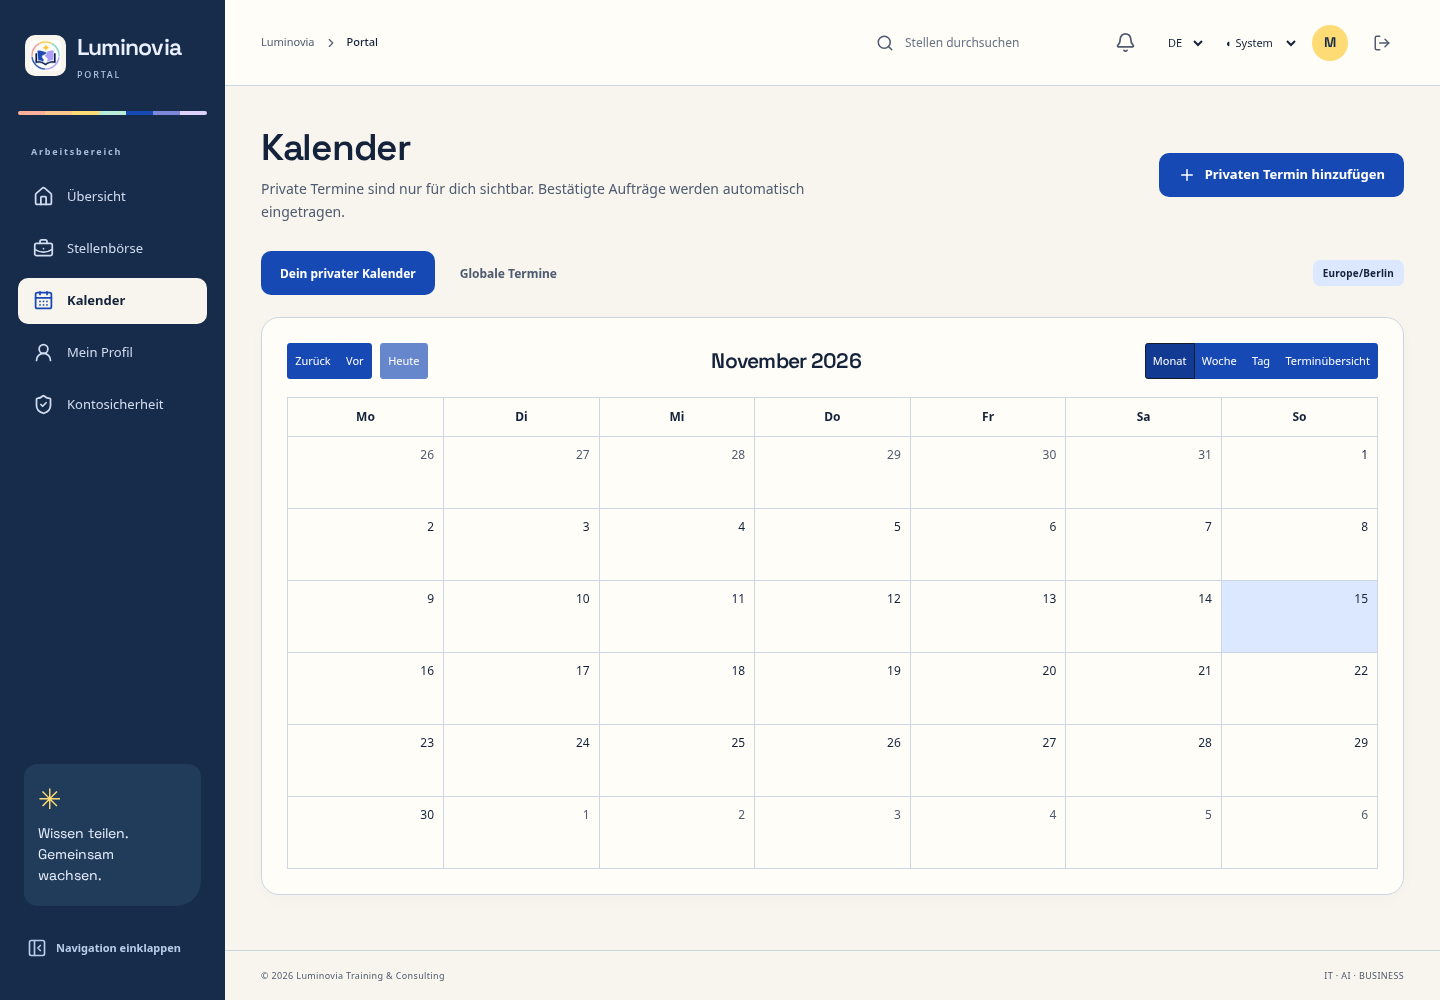 Luminovia
PORTAL
Arbeitsbereich
Übersicht
Stellenbörse
Kalender
Mein Profil
Kontosicherheit
Wissen teilen.
Gemeinsam
wachsen.
Navigation einklappen
Luminovia
Portal
Stellen durchsuchen
DE
System
M
Kalender
Private Termine sind nur für dich sichtbar. Bestätigte Aufträge werden automatisch
eingetragen.
Privaten Termin hinzufügen
Dein privater Kalender
Globale Termine
Europe/Berlin
Zurück Vor Heute
November 2026
Monat Woche Tag Terminübersicht
Mo Di Mi Do Fr Sa So
26 27 28 29 30 31 1
2 3 4 5 6 7 8
9 10 11 12 13 14 15
16 17 18 19 20 21 22
23 24 25 26 27 28 29
30 1 2 3 4 5 6
© 2026 Luminovia Training & Consulting
IT · AI · BUSINESS